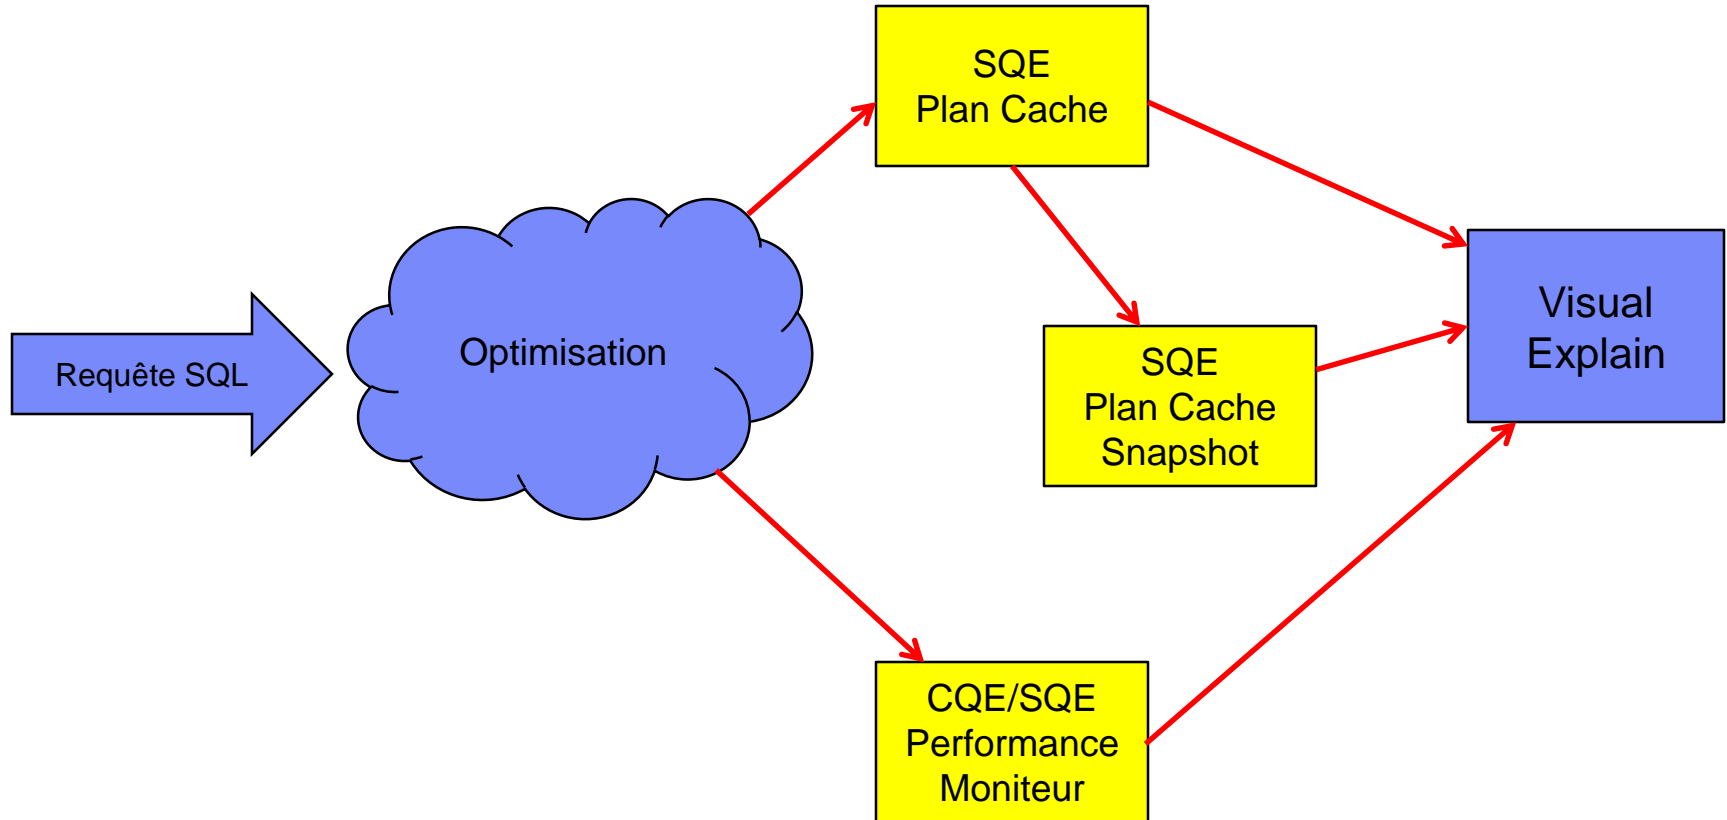 Requête SQL
Optimisation
SQE
Plan Cache
SQE
Plan Cache
Snapshot
CQE/SQE
Performance
Moniteur
Visual
Explain